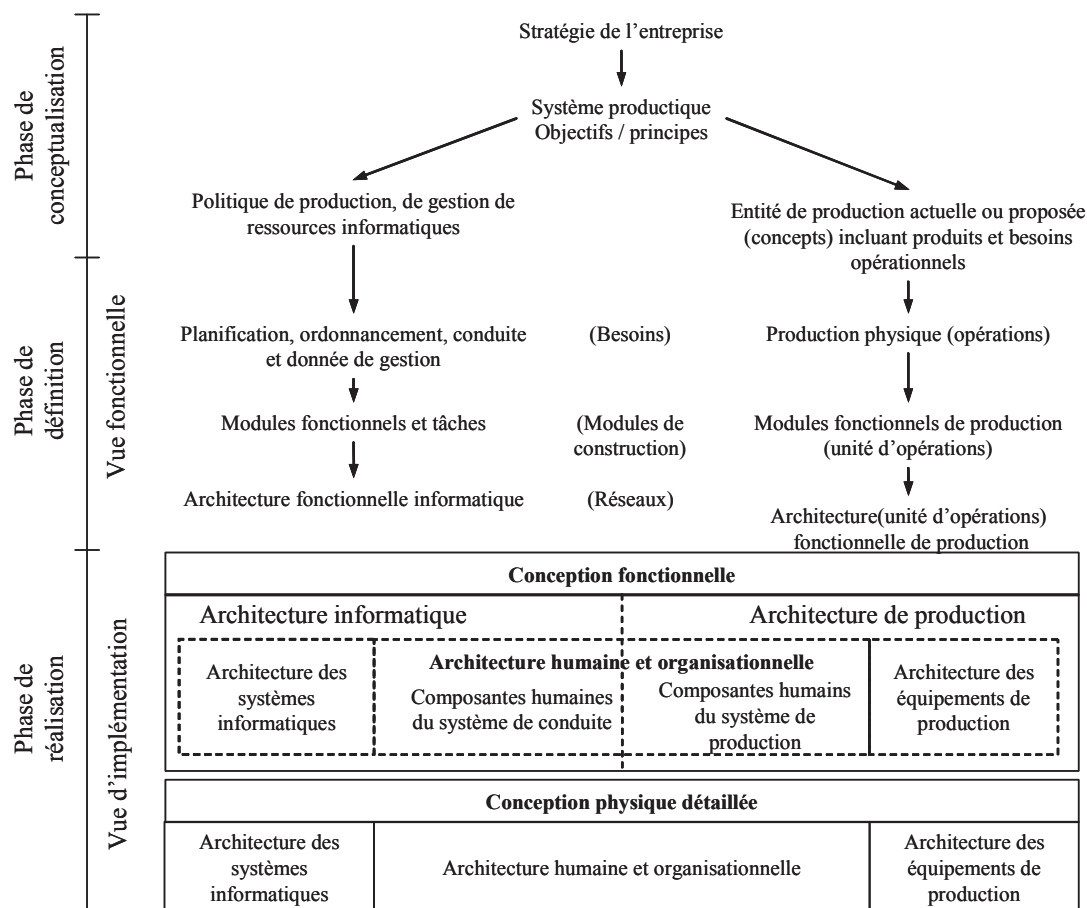 Phase de
conceptualisation
Stratégie de l’entreprise
Système productique
Objectifs / principes
Politique de production, de gestion de
ressources informatiques
Entité de production actuelle ou proposée
(concepts) incluant produits et besoins
opérationnels
Phase de
définition
Vue fonctionnelle
Planification, ordonnancement, conduite
et donnée de gestion
(Besoins)
Production physique (opérations)
Modules fonctionnels et tâches
(Modules de
construction)
Modules fonctionnels de production
(unité d’opérations)
Architecture fonctionnelle informatique
(Réseaux)
Architecture(unité d’opérations)
fonctionnelle de production
Phase de
réalisation
Vue d’implémentation
Conception fonctionnelle
Architecture informatique
Architecture de production
Architecture humaine et organisationnelle
Architecture des
systèmes
informatiques
Composantes humaines
du système de conduite
Composantes humains
du système de
production
Architecture des
équipements de
production
Conception physique détaillée
Architecture des
systèmes
informatiques
Architecture humaine et organisationnelle
Architecture des
équipements de
production